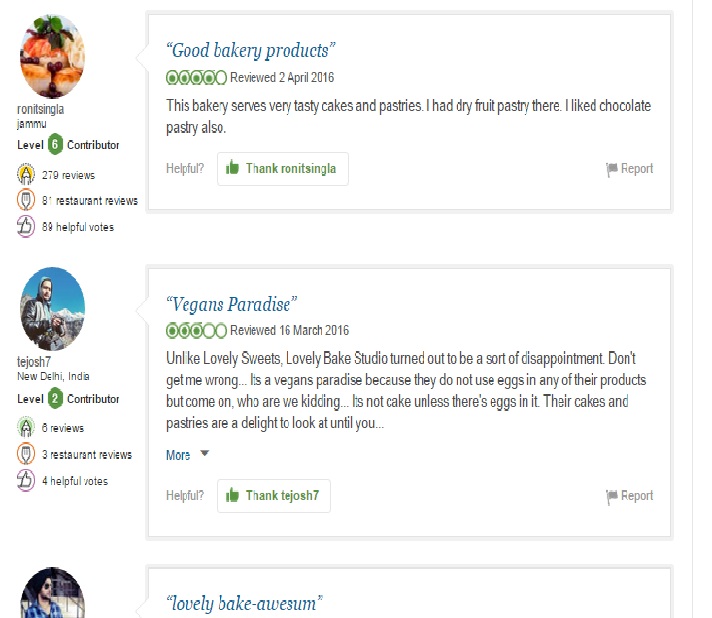 “Good bakery products”
Reviewed 2 April 2016
This bakery serves very tasty cakes and pastries. I had dry fruit pastry there. I liked chocolate
pastry also.
Helpful? Thank ronitsingla Report
ronitsingla
jammu
Level 6 Contributor
279 reviews
81 restaurant reviews
89 helpful votes
“Vegans Paradise”
Reviewed 16 March 2016
Unlike Lovely Sweets, Lovely Bake Studio turned out to be a sort of disappointment. Don't
get me wrong... Its a vegans paradise because they do not use eggs in any of their products
but come on, who are we kidding... Its not cake unless there's eggs in it. Their cakes and
pastries are a delight to look at until you...
More
Helpful? Thank tejosh7 Report
tejosh7
New Delhi, India
Level 2 Contributor
6 reviews
3 restaurant reviews
4 helpful votes
“lovely bake-awesum”